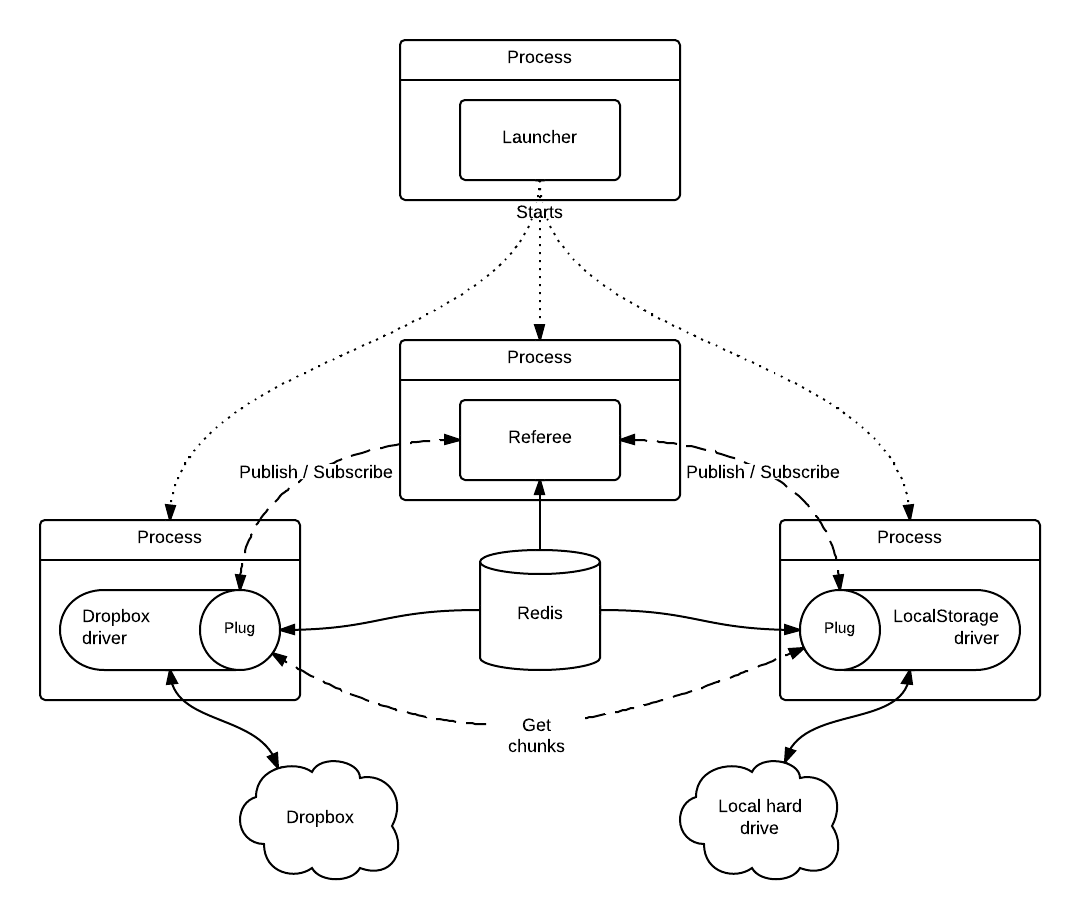 Process
Launcher
Starts
Process
Referee
Publish / Subscribe
Publish / Subscribe
Process
Dropbox
driver
Plug
Redis
Process
Plug
LocalStorage
driver
Get
chunks
Dropbox
Local hard
drive